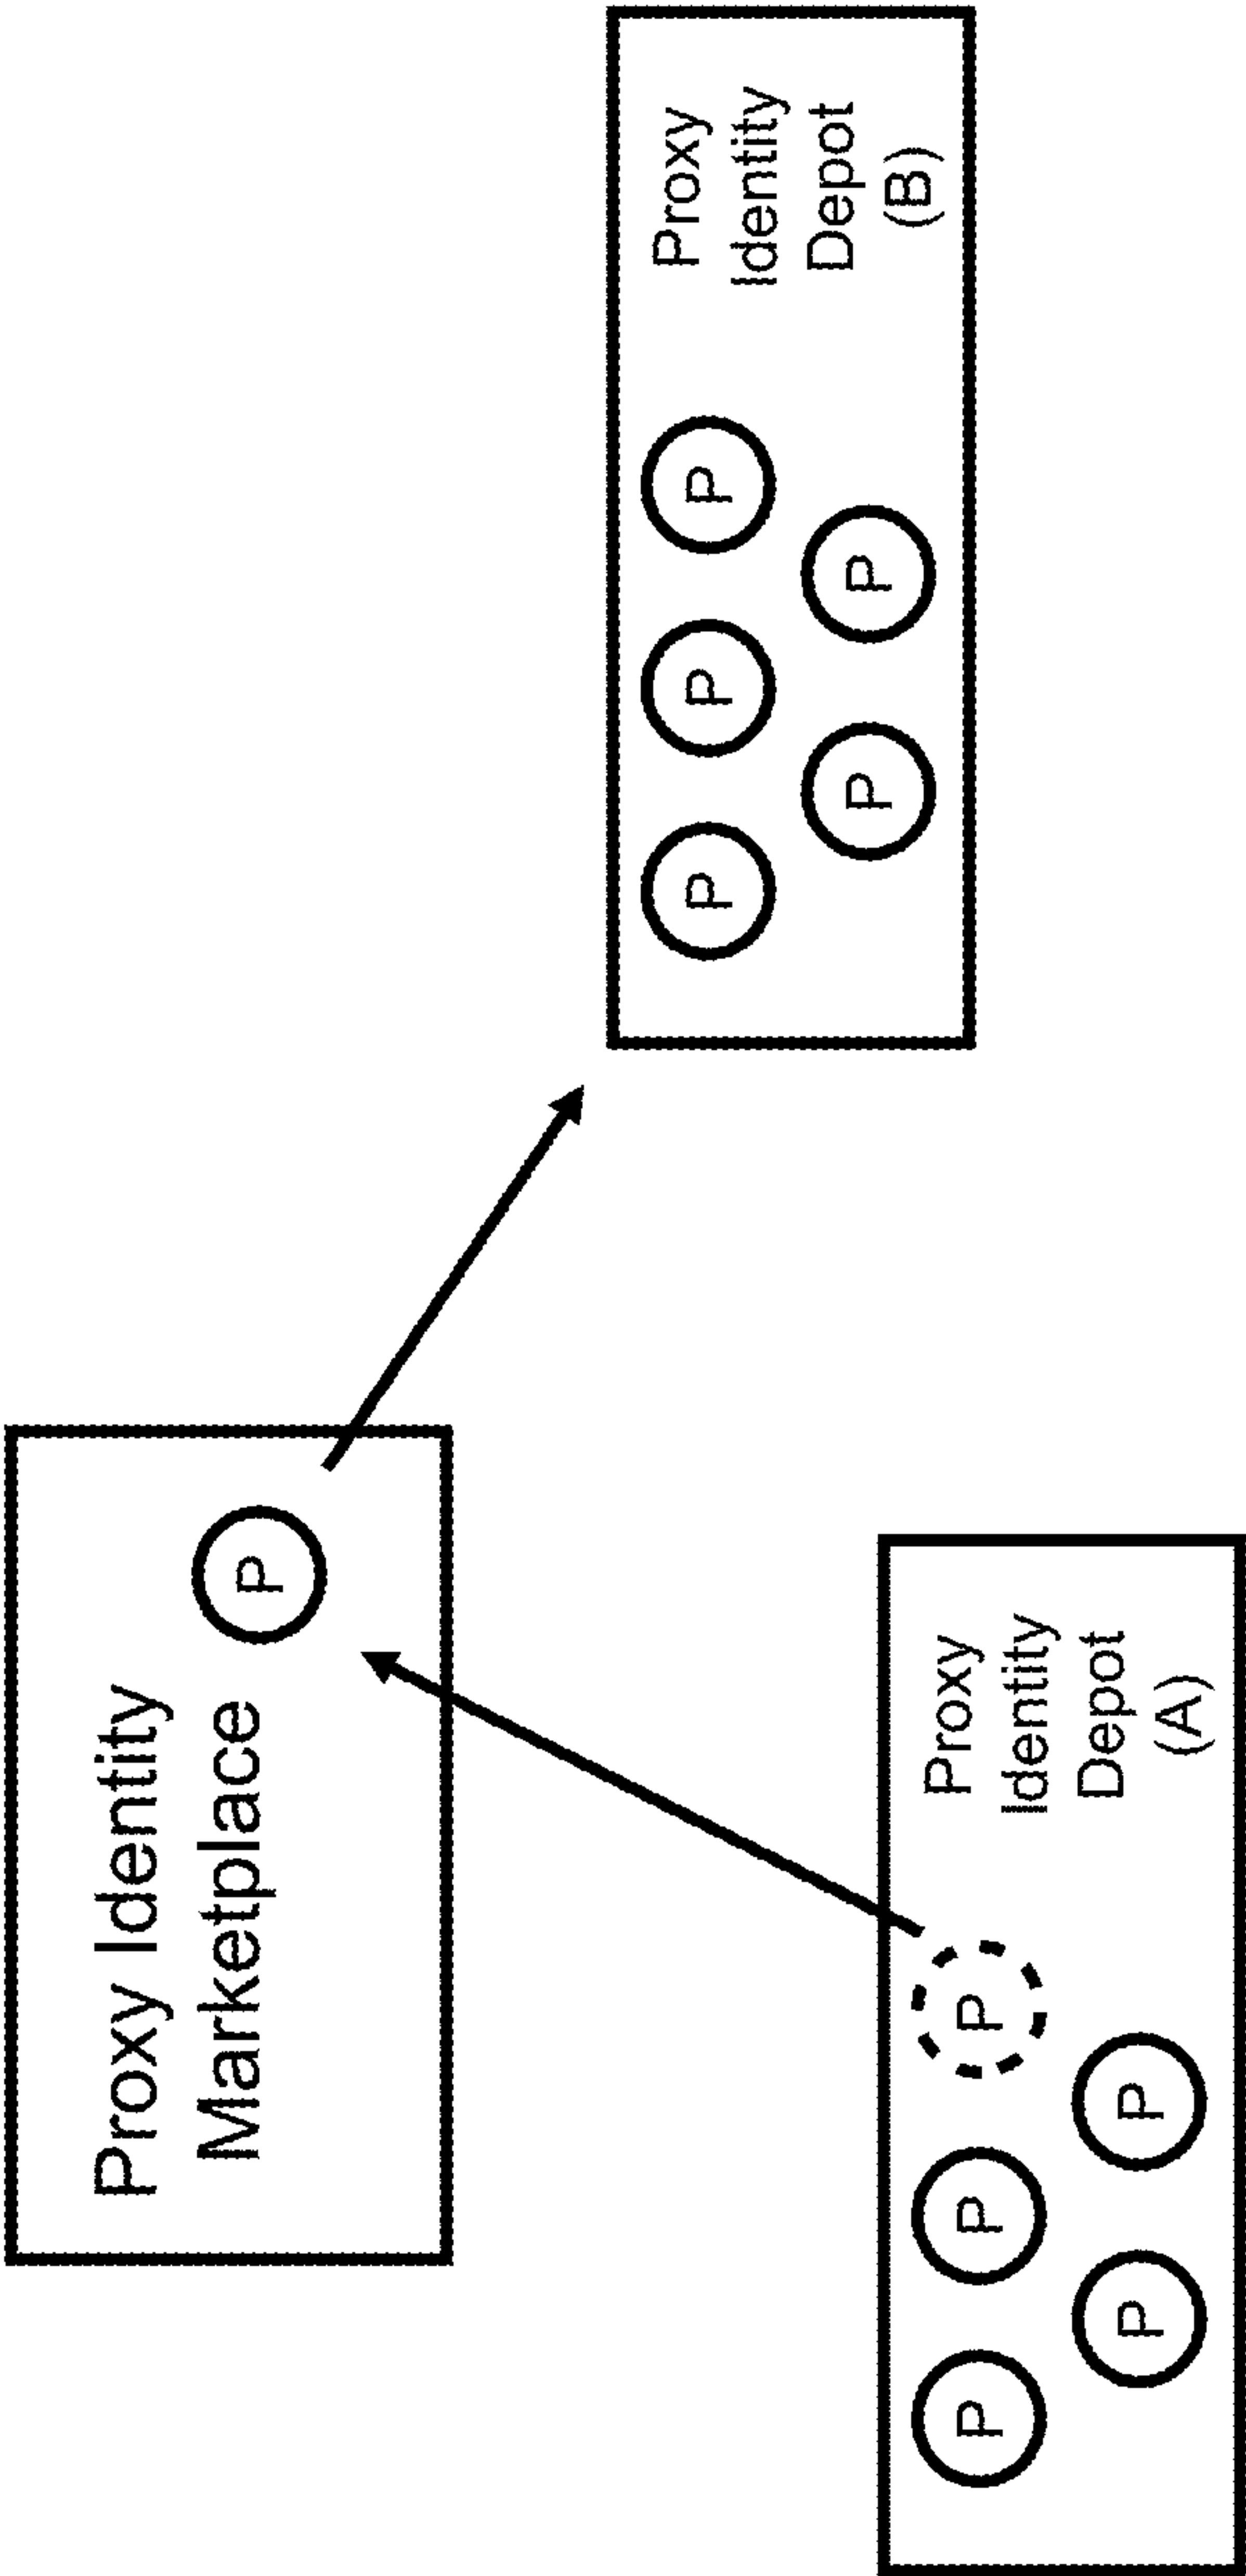 Proxy Identity
Marketplace
P
P P P
P P
Proxy
Identity
Depot
(B)
P P P
P P
Proxy
Identity
Depot
(A)